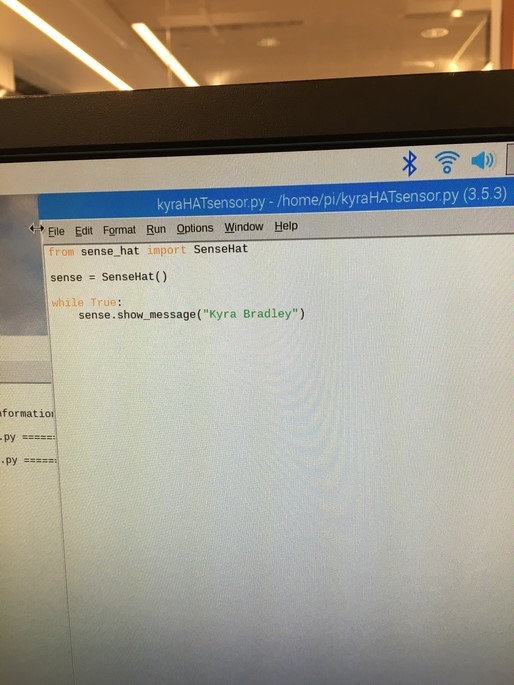 kyraHATsensor.py - /home/pi/kyraHATsensor.py (3.5.3)
File Edit Format Run Options Window Help
from sense_hat import SenseHat
sense = SenseHat()
while True:
    sense.show_message("Kyra Bradley")
.py =====
.py =====